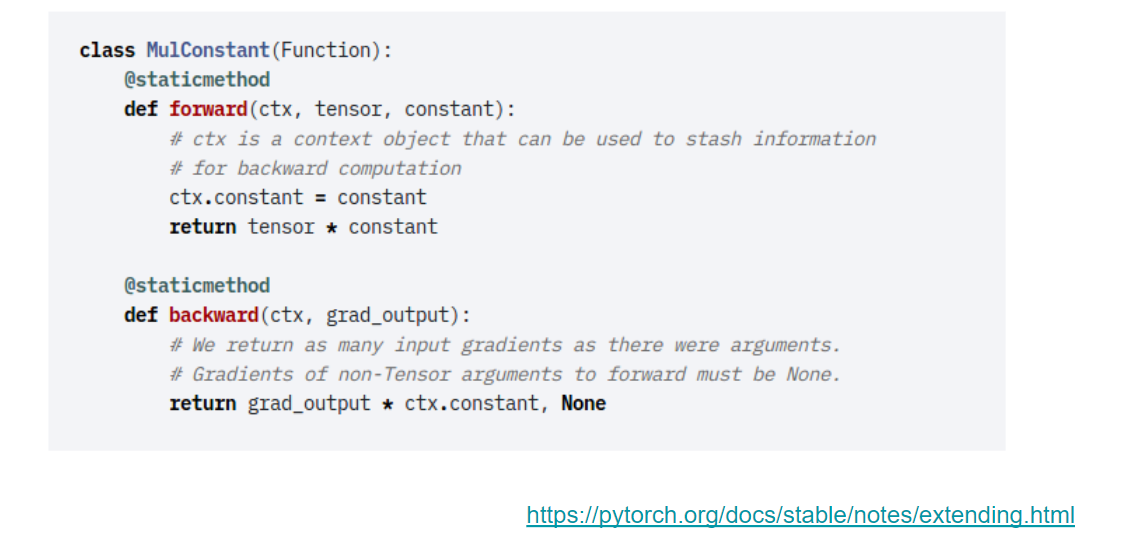 class MulConstant(Function):
    @staticmethod
    def forward(ctx, tensor, constant):
        # ctx is a context object that can be used to stash information
        # for backward computation
        ctx.constant = constant
        return tensor * constant

    @staticmethod
    def backward(ctx, grad_output):
        # We return as many input gradients as there were arguments.
        # Gradients of non-Tensor arguments to forward must be None.
        return grad_output * ctx.constant, None

https://pytorch.org/docs/stable/notes/extending.html